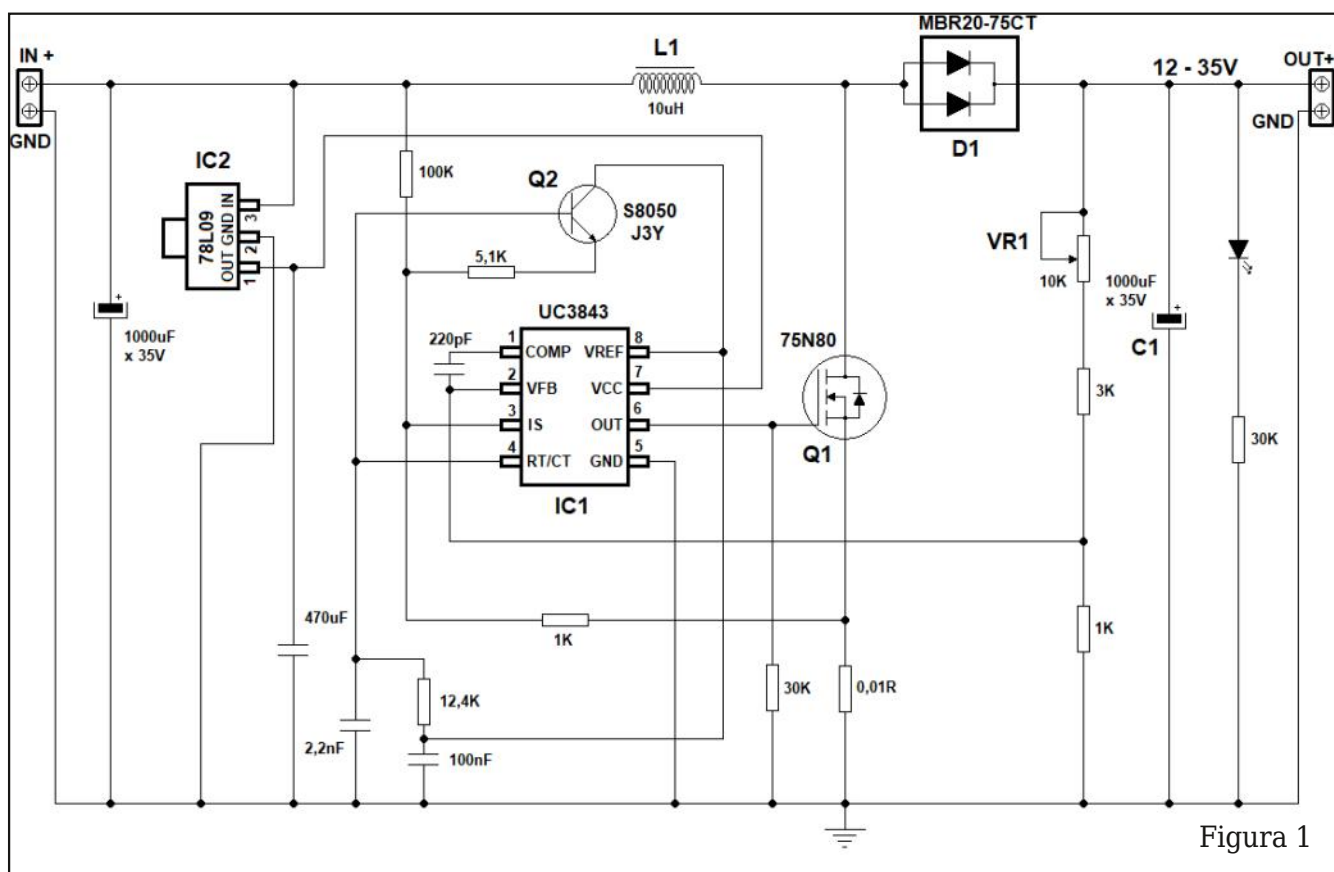 MBR20-75CT
IN +
L1
12 - 35V
OUT+
10uH
GND
GND
D1
IC2
100K
Q2
S8050
J3Y
78L09
OUT GND IN
3
2
1
VR1
10K
5,1K
+
1000uF
x 35V
UC3843
+
1000uF
x 35V
C1
220pF
75N80
1
COMP
VREF
8
2
VFB
VCC
7
3
IS
OUT
6
4
RT/CT
GND
5
IC1
Q1
3K
30K
470uF
1K
1K
12,4K
30K
0,01R
2,2nF
100nF
Figura 1